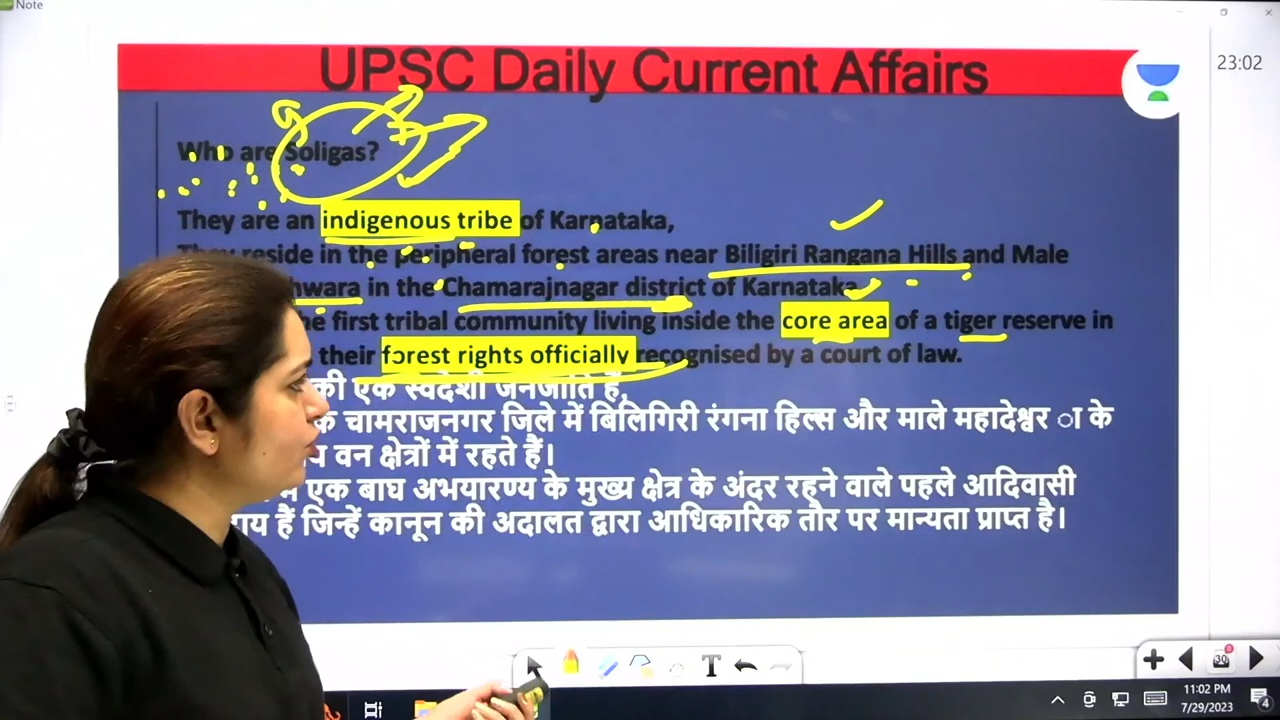 Note
UPSC Daily Current Affairs
23:02
Who are Soligas?
They are an indigenous tribe of Karnataka,
They reside in the peripheral forest areas near Biligiri Rangana Hills and Male
hwara in the Chamarajnagar district of Karnataka.
he first tribal community living inside the core area of a tiger reserve in
their forest rights officially recognised by a court of law.
की एक स्वदेशी जनजाति हैं,
के चामराजनगर जिले में बिलिगिरी रंगना हिल्स और माले महादेश्वर ा के
वन क्षेत्रों में रहते हैं।
में एक बाघ अभयारण्य के मुख्य क्षेत्र के अंदर रहने वाले पहले आदिवासी
दाय हैं जिन्हें कानून की अदालत द्वारा आधिकारिक तौर पर मान्यता प्राप्त है।
T
30
11:02 PM
7/29/2023
4